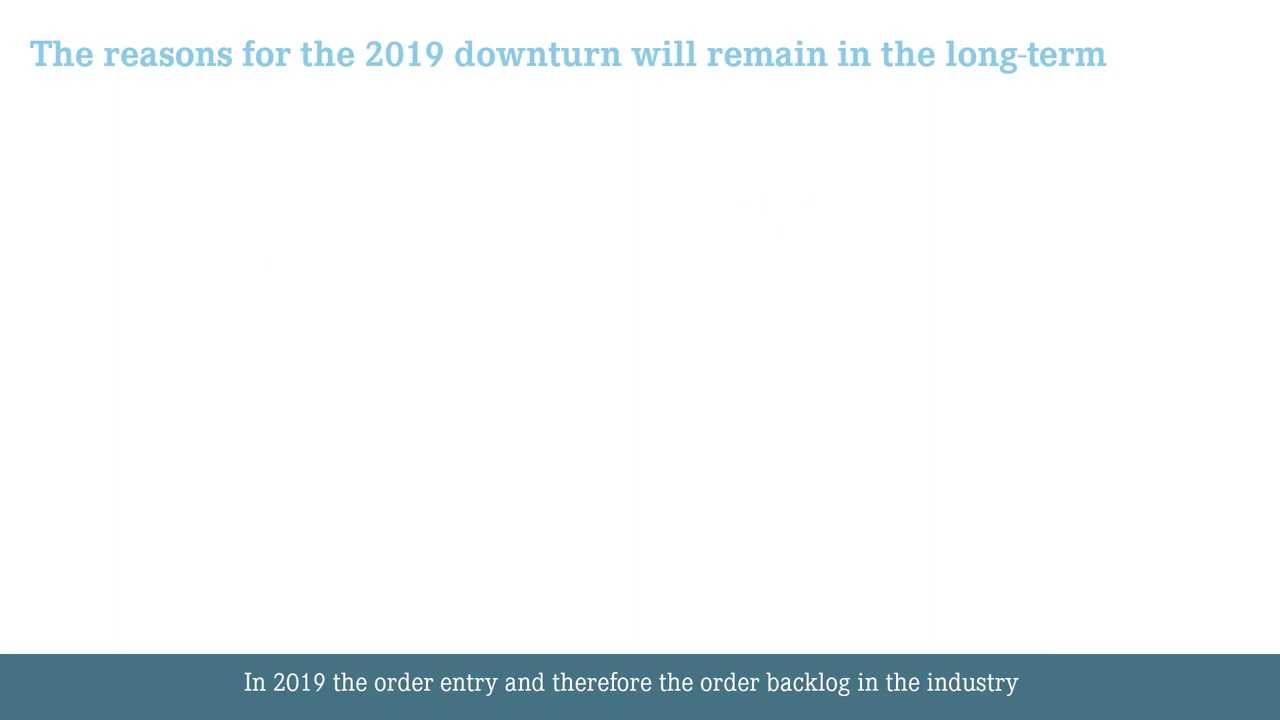 The reasons for the 2019 downturn will remain in the long-term
In 2019 the order entry and therefore the order backlog in the industry